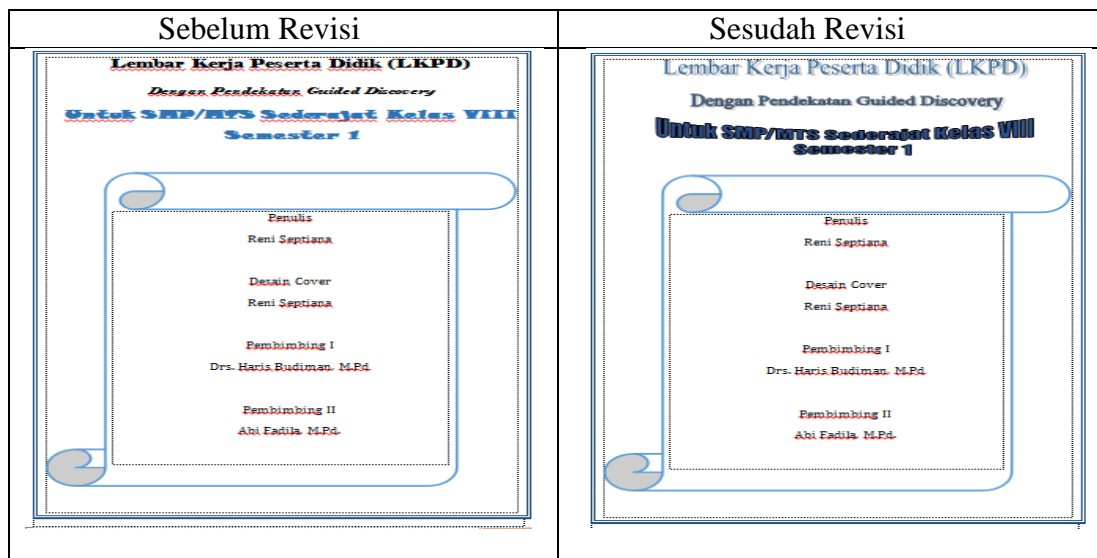 Sebelum Revisi
Lembar Kerja Peserta Didik (LKPD)
Dengan Pendekatan Guided Discovery
Untuk SMP/MTS Sederajat Kelas VIII
Semester 1
Penulis
Reni Septiana
Desain Cover
Reni Septiana
Pembimbing I
Drs. Haris Budiman, M.Pd
Pembimbing II
Abi Fadila, M.Pd.
Sesudah Revisi
Lembar Kerja Peserta Didik (LKPD)
Dengan Pendekatan Guided Discovery
Untuk SMP/MTS Sederajat Kelas VIII
Semester 1
Penulis
Reni Septiana
Desain Cover
Reni Septiana
Pembimbing I
Drs. Haris Budiman, M.Pd
Pembimbing II
Abi Fadila, M.Pd.